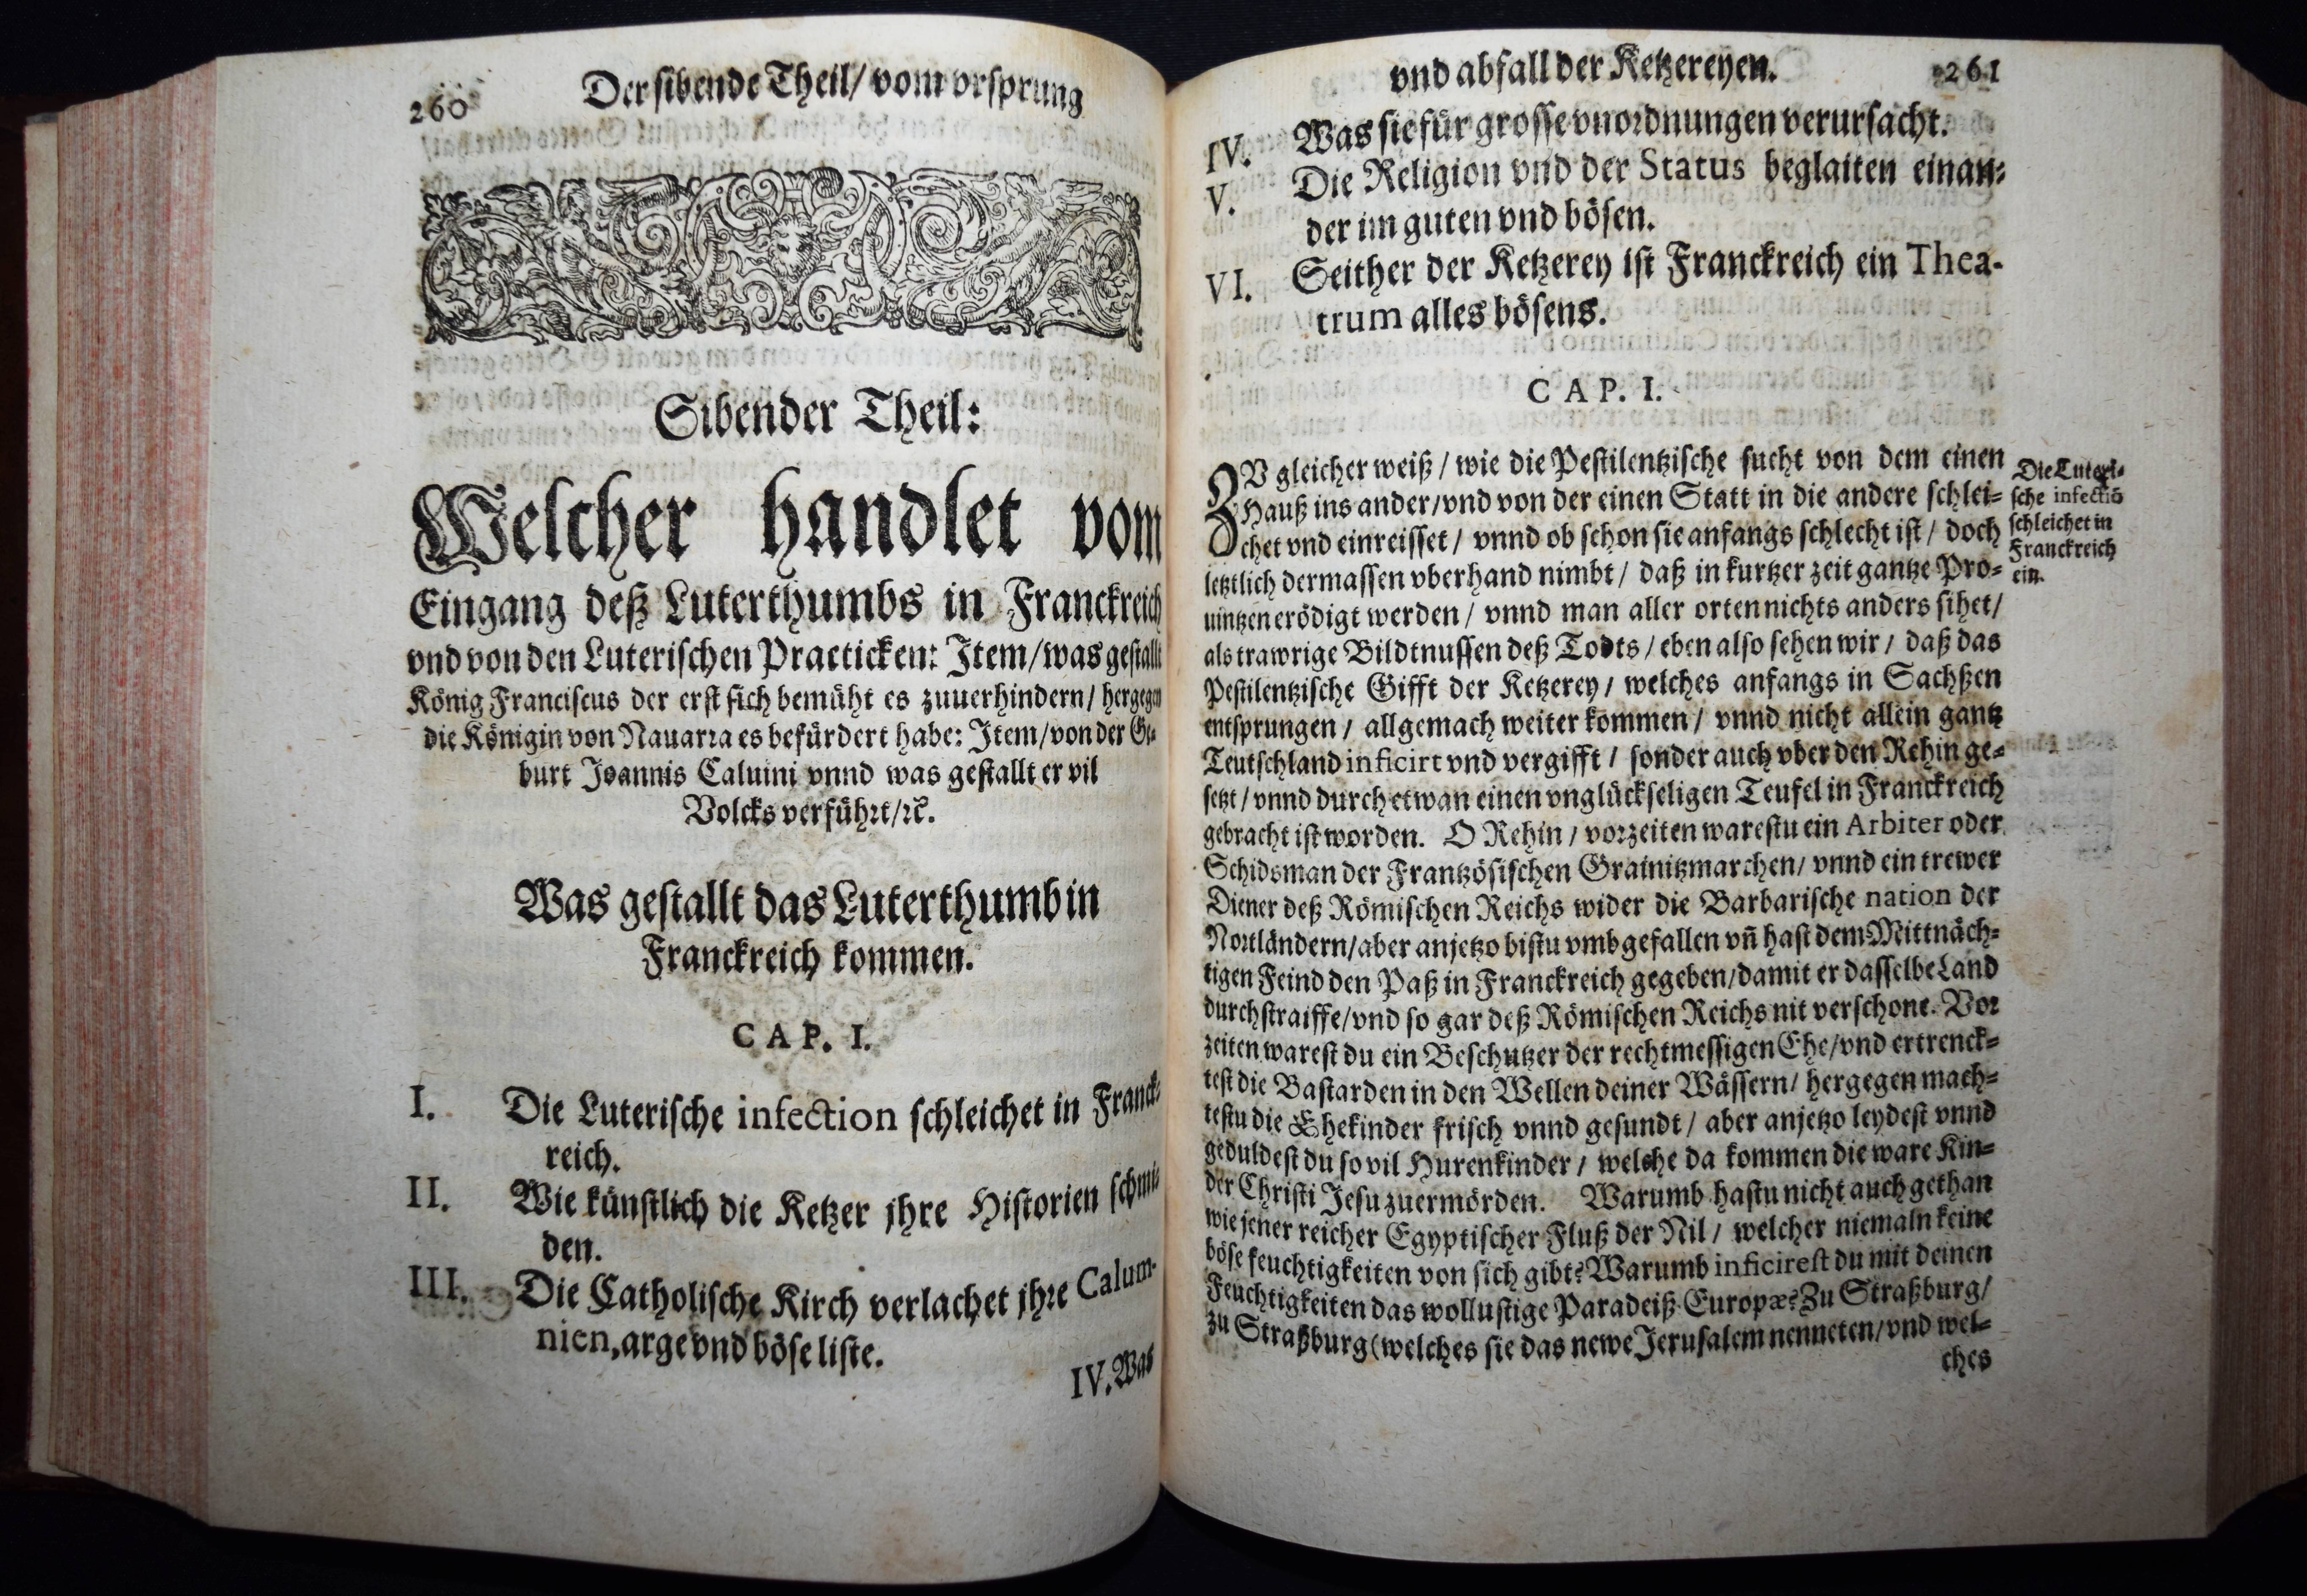 260 Der sibende Theil/ vom vrsprung
Sibender Theil:
Welcher handlet vom
Eingang deß Luterthumbs in Franckreich
vnd von den Luterischen Practicken: Item/was gestallt
König Franciscus der erst sich bemüht es zuuerhindern/ hergegen
die Königin von Nauarra es befürdert habe: Item/von der Ge-
burt Joannis Caluini vnnd was gestallt er vil
Volcks verführt/ꝛc.
Was gestallt das Luterthumb in
Franckreich kommen.
CAP. I.
I. Die Luterische infection schleichet in Franck-
reich.
II. Wie künstlich die Ketzer jhre Historien schmi-
den.
III. Die Catholische Kirch verlachet jhre Calum-
nien, arge vnd böse liste.
IV. Was
vnd abfall der Ketzereyen. 261
IV. Was sie für grosse vnordnungen verursacht.
V. Die Religion vnd der Status beglaiten einan-
der im guten vnd bösen.
VI. Seither der Ketzerey ist Franckreich ein Thea-
trum alles bösens.
CAP. I.
ZV gleicher weiß / wie die Pestilentzische sucht von dem einen
Hauß ins ander/vnd von der einen Statt in die andere schlei-
chet vnd einreisset / vnnd ob schon sie anfangs schlecht ist / doch
letztlich dermassen vberhand nimbt / daß in kurtzer zeit gantze Pro-
uintzen erödigt werden / vnnd man aller orten nichts anders sihet/
als trawrige Bildtnussen deß Todts / eben also sehen wir / daß das
Pestilentzische Gifft der Ketzerey / welches anfangs in Sachßen
entsprungen / allgemach weiter kommen / vnnd nicht allein gantz
Teutschland inficirt vnd vergifft / sonder auch vber den Rehin ge-
setzt / vnnd durch etwan einen vnglückseligen Teufel in Franckreich
gebracht ist worden. O Rehin / vorzeiten warestu ein Arbiter oder
Schidsman der Frantzösischen Grainitzmarchen/ vnnd ein trewer
Diener deß Römischen Reichs wider die Barbarische nation der
Nortländern/aber anjetzo bistu vmbgefallen vñ hast dem Mittnäch-
tigen Feind den Paß in Franckreich gegeben/damit er dasselbe Land
durchstraiffe/vnd so gar deß Römischen Reichs nit verschone. Vor
zeiten warest du ein Beschutzer der rechtmessigen Ehe/vnd ertrenck-
test die Bastarden in den Wellen deiner Wässern/ hergegen mach-
testu die Ehekinder frisch vnnd gesundt / aber anjetzo leydest vnnd
geduldest du so vil Hurenkinder / welche da kommen die ware Kin-
der Christi Jesu zuermörden. Warumb hastu nicht auch gethan
wie jener reicher Egyptischer Fluß der Nil / welcher niemaln keine
böse feuchtigkeiten von sich gibt? Warumb inficirest du mit deinen
Feuchtigkeiten das wollustige Paradeiß Europæ? Zu Straßburg/
zu Straßburg (welches sie das newe Jerusalem nenneten/vnd wel-
ches
Die Luteri-
sche infectiō
schleichet in
Franckreich
ein.